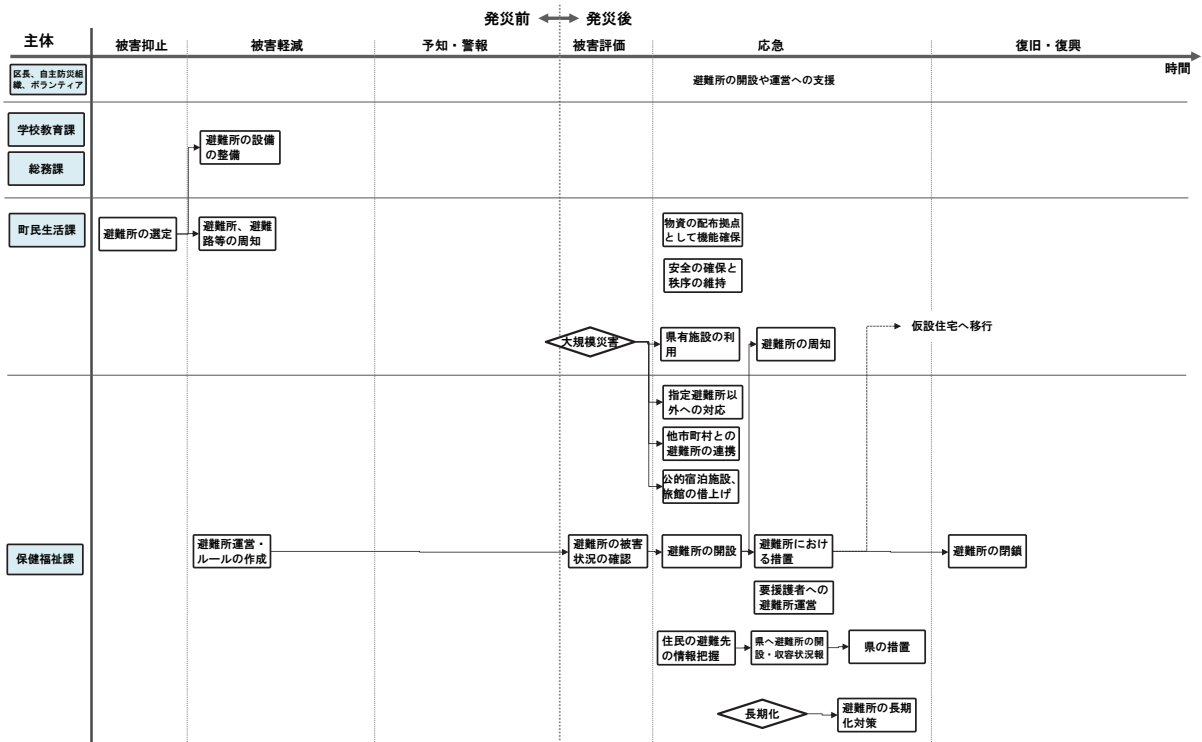 発災前
発災後
主体
被害抑止
被害軽減
予知・警報
被害評価
応急
復旧・復興
時間
区長、自主防災組
織、ボランティア
避難所の開設や運営への支援
学校教育課
総務課
避難所の設備
の整備
町民生活課
避難所の選定
避難所、避難
路等の周知
物資の配布拠点
として機能確保
安全の確保と
秩序の維持
大規模災害
県有施設の利
用
避難所の周知
仮設住宅へ移行
指定避難所以
外への対応
他市町村との
避難所の連携
公的宿泊施設、
旅館の借上げ
保健福祉課
避難所運営・
ルールの作成
避難所の被害
状況の確認
避難所の開設
避難所におけ
る措置
避難所の閉鎖
要援護者への
避難所運営
住民の避難先
の情報把握
県へ避難所の開
設・収容状況報
県の措置
長期化
避難所の長期
化対策